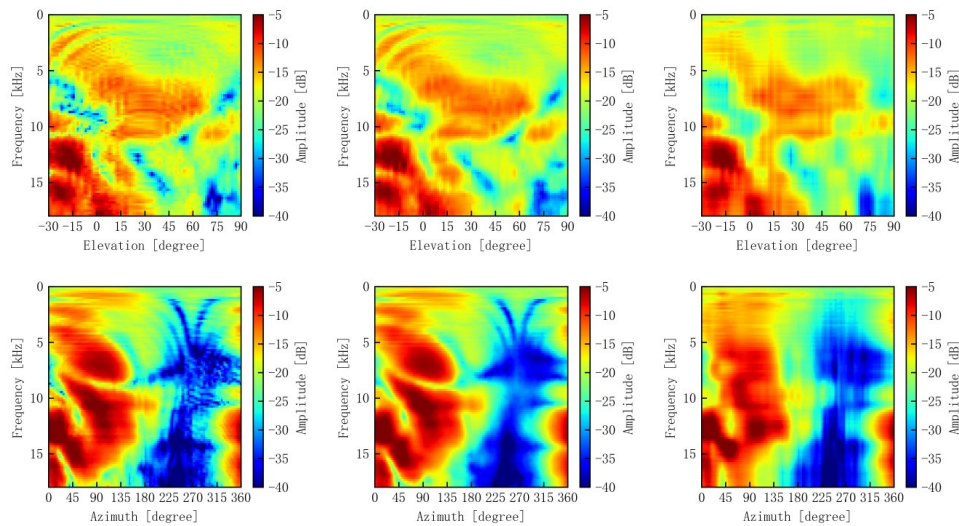 0 5 10 15
Frequency [kHz]
-30 -15 0 15 30 45 60 75 90
Elevation [degree]
-5 -10 -15 -20 -25 -30 -35 -40
Amplitude [dB]
0 5 10 15
Frequency [kHz]
-30 -15 0 15 30 45 60 75 90
Elevation [degree]
-5 -10 -15 -20 -25 -30 -35 -40
Amplitude [dB]
0 5 10 15
Frequency [kHz]
-30 -15 0 15 30 45 60 75 90
Elevation [degree]
-5 -10 -15 -20 -25 -30 -35 -40
Amplitude [dB]
0 5 10 15
Frequency [kHz]
0 45 90 135 180 225 270 315 360
Azimuth [degree]
-5 -10 -15 -20 -25 -30 -35 -40
Amplitude [dB]
0 5 10 15
Frequency [kHz]
0 45 90 135 180 225 270 315 360
Azimuth [degree]
-5 -10 -15 -20 -25 -30 -35 -40
Amplitude [dB]
0 5 10 15
Frequency [kHz]
0 45 90 135 180 225 270 315 360
Azimuth [degree]
-5 -10 -15 -20 -25 -30 -35 -40
Amplitude [dB]